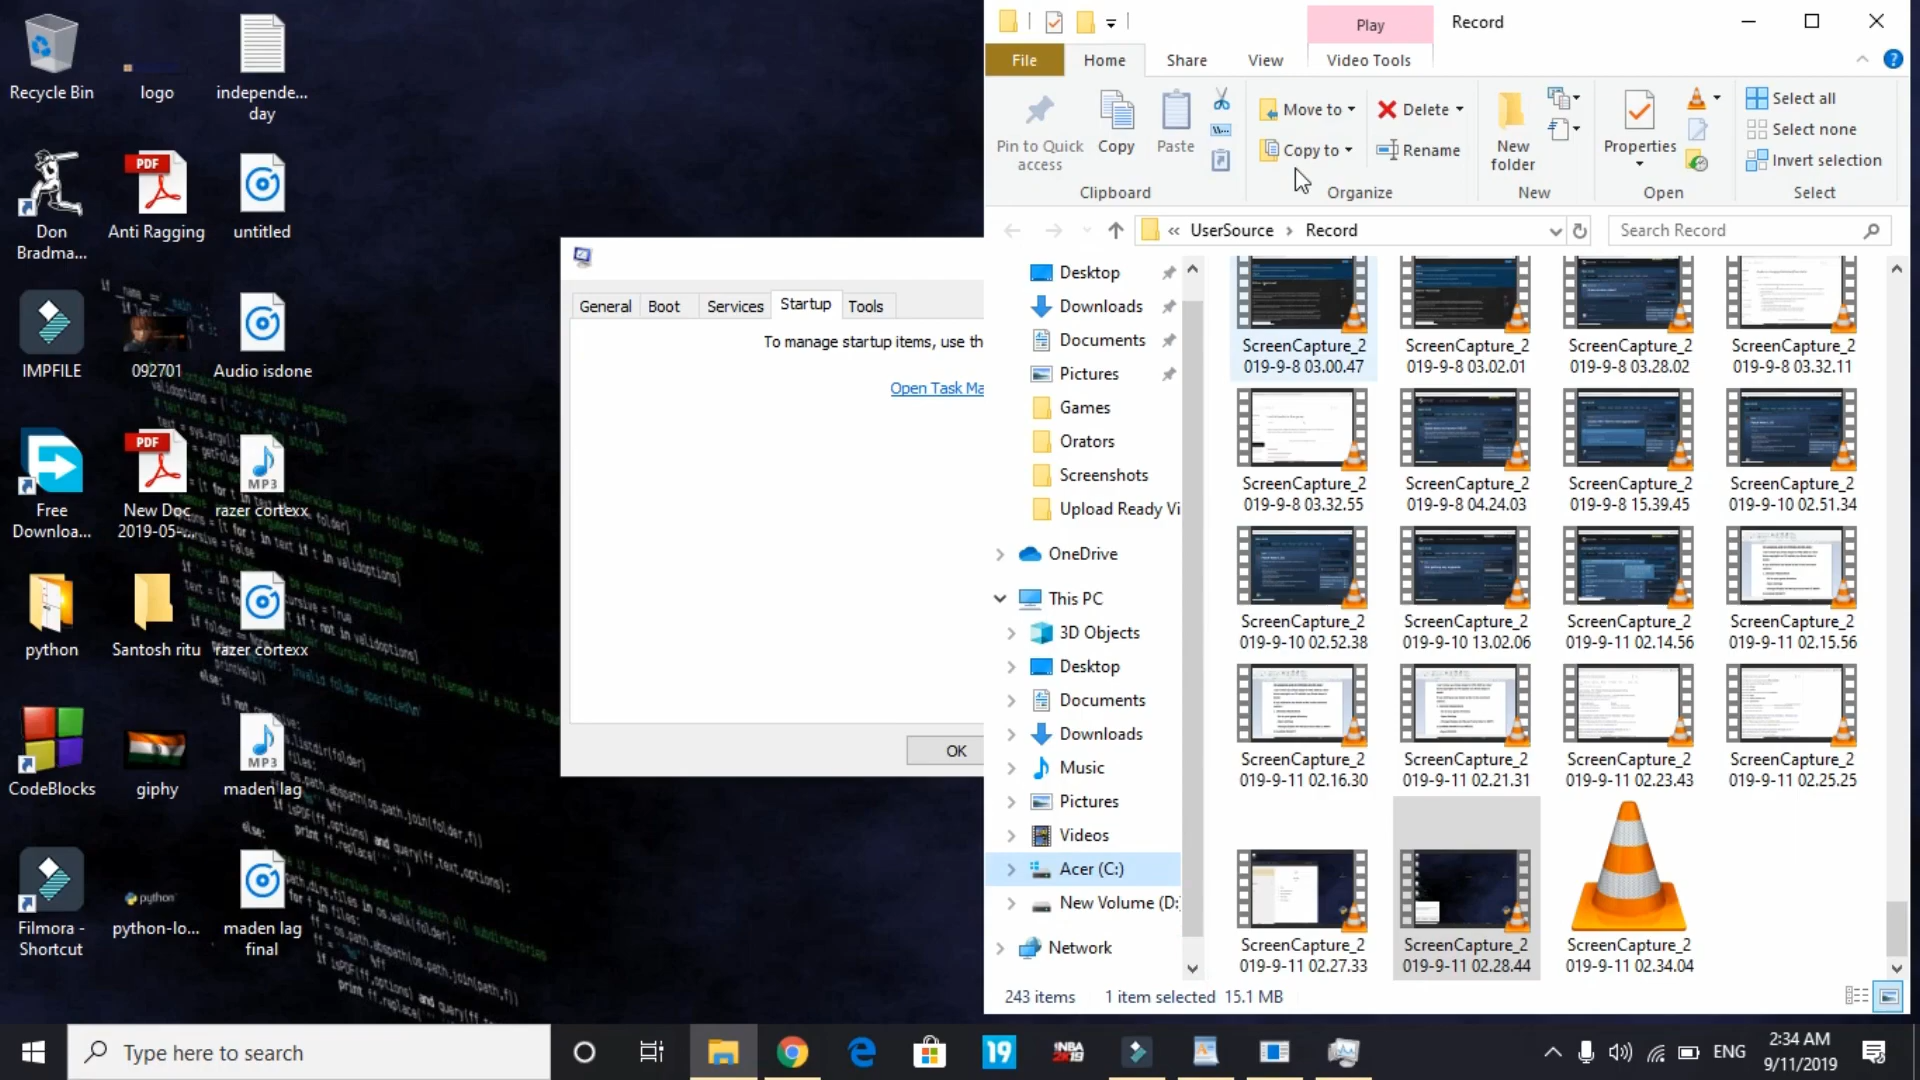 Recycle Bin
logo
independe...
day
Don
Bradma...
PDF
Anti Ragging
untitled
IMPFILE
092701
Audio isdone
Free
Downloa...
PDF
New Doc
2019-05-...
MP3
razer cortexx
python
Santosh ritu
razer cortexx
CodeBlocks
giphy
MP3
maden lag
Filmora -
Shortcut
python
python-lo...
maden lag
final
General
Boot
Services
Startup
Tools
To manage startup items, use th
Open Task Ma
OK
Play
Record
File
Home
Share
View
Video Tools
Pin to Quick
access
Copy
Paste
Move to
Copy to
Delete
Rename
New
folder
Properties
Select all
Select none
Invert selection
Clipboard
Organize
New
Open
Select
« UserSource › Record
Search Record
Desktop
Downloads
Documents
Pictures
Games
Orators
Screenshots
Upload Ready Vi
OneDrive
This PC
3D Objects
Desktop
Documents
Downloads
Music
Pictures
Videos
Acer (C:)
New Volume (D:
Network
ScreenCapture_2
019-9-8 03.00.47
ScreenCapture_2
019-9-8 03.02.01
ScreenCapture_2
019-9-8 03.28.02
ScreenCapture_2
019-9-8 03.32.11
ScreenCapture_2
019-9-8 03.32.55
ScreenCapture_2
019-9-8 04.24.03
ScreenCapture_2
019-9-8 15.39.45
ScreenCapture_2
019-9-10 02.51.34
ScreenCapture_2
019-9-10 02.52.38
ScreenCapture_2
019-9-10 13.02.06
ScreenCapture_2
019-9-11 02.14.56
ScreenCapture_2
019-9-11 02.15.56
ScreenCapture_2
019-9-11 02.16.30
ScreenCapture_2
019-9-11 02.21.31
ScreenCapture_2
019-9-11 02.23.43
ScreenCapture_2
019-9-11 02.25.25
ScreenCapture_2
019-9-11 02.27.33
ScreenCapture_2
019-9-11 02.28.44
ScreenCapture_2
019-9-11 02.34.04
243 items
1 item selected 15.1 MB
Type here to search
19
NBA
2K19
ENG
2:34 AM
9/11/2019